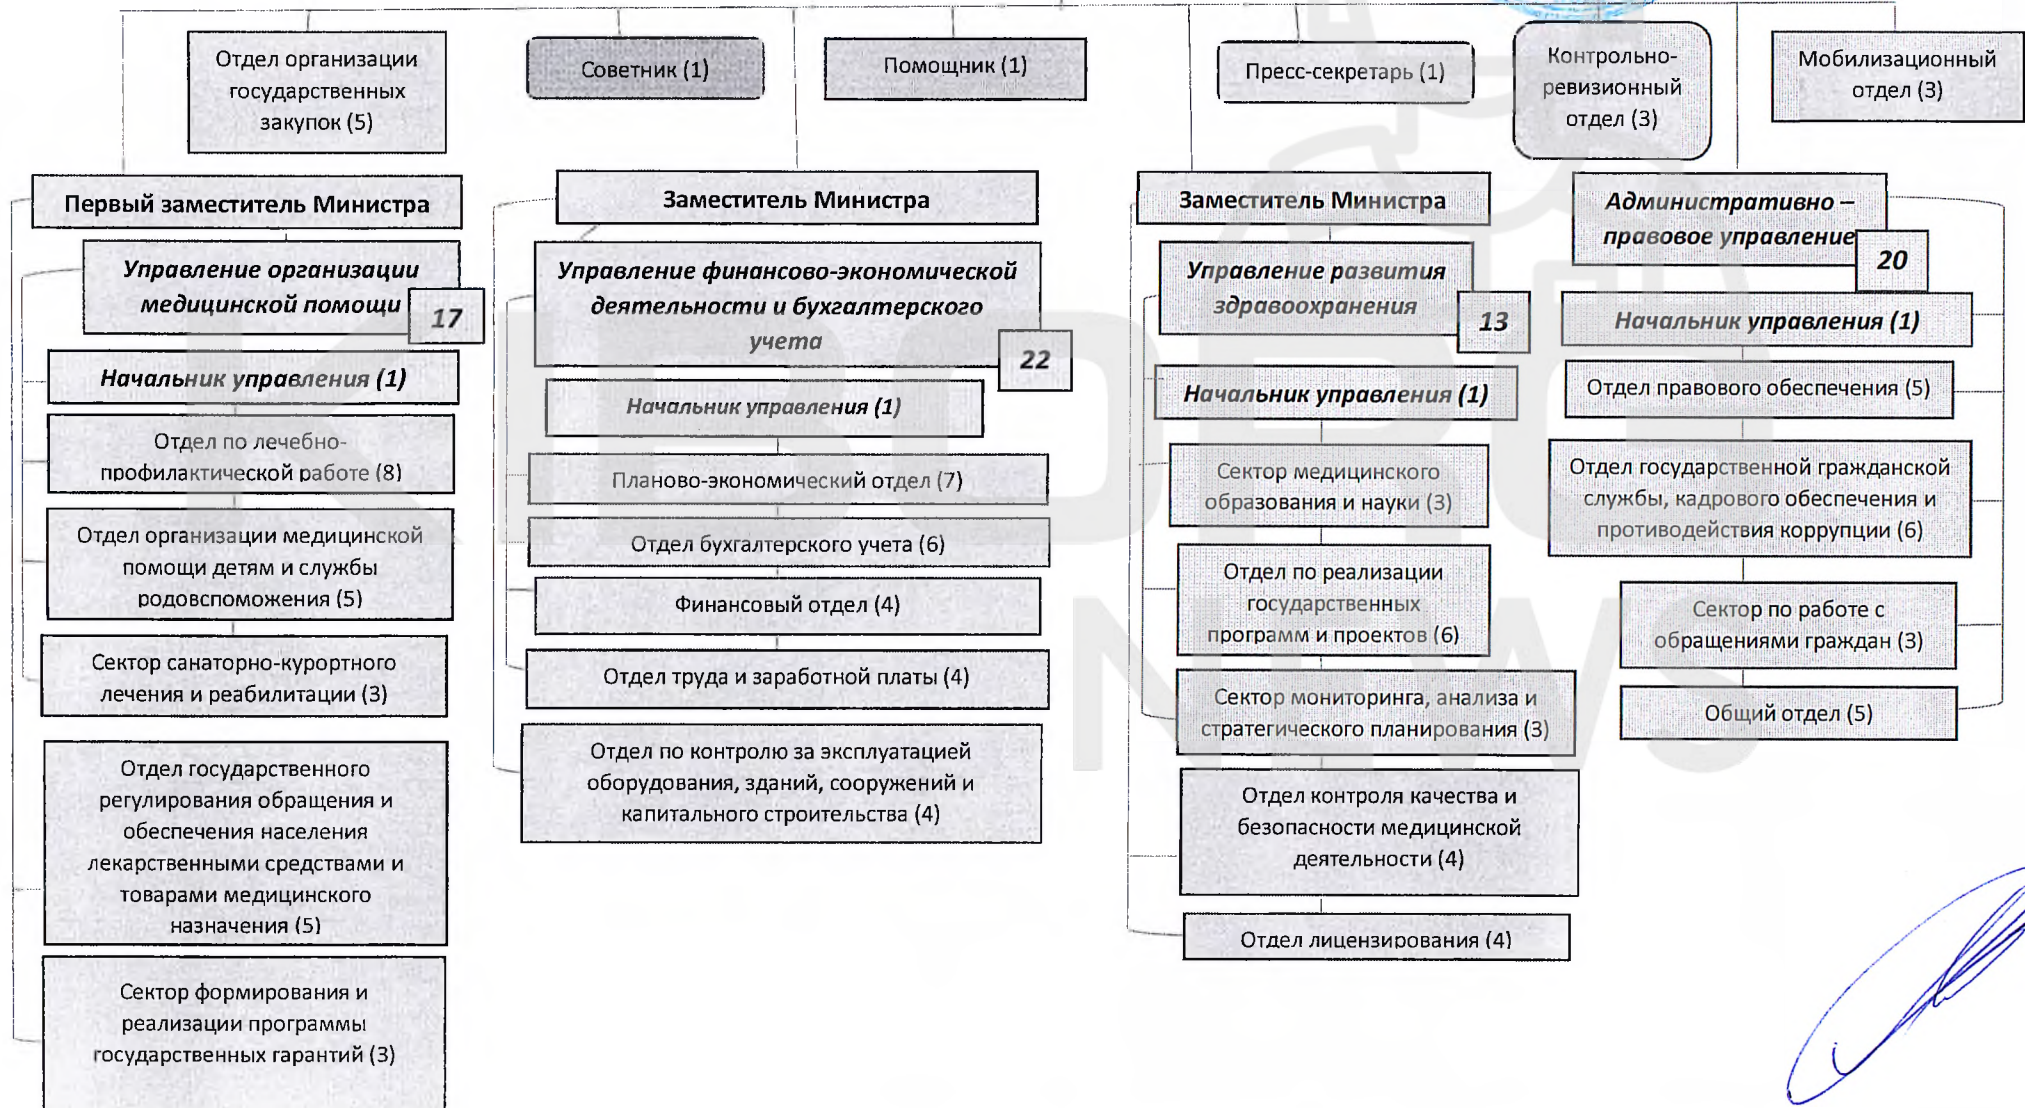 Отдел организации
государственных
закупок (5)
Советник (1)
Помощник (1)
Пресс-секретарь (1)
Контрольно-
ревизионный
отдел (3)
Мобилизационный
отдел (3)
Первый заместитель Министра
Управление организации
медицинской помощи
17
Начальник управления (1)
Отдел по лечебно-
профилактической работе (8)
Отдел организации медицинской
помощи детям и службы
родовспоможения (5)
Сектор санаторно-курортного
лечения и реабилитации (3)
Отдел государственного
регулирования обращения и
обеспечения населения
лекарственными средствами и
товарами медицинского
назначения (5)
Сектор формирования и
реализации программы
государственных гарантий (3)
Заместитель Министра
Управление финансово-экономической
деятельности и бухгалтерского
учета
22
Начальник управления (1)
Планово-экономический отдел (7)
Отдел бухгалтерского учета (6)
Финансовый отдел (4)
Отдел труда и заработной платы (4)
Отдел по контролю за эксплуатацией
оборудования, зданий, сооружений и
капитального строительства (4)
Заместитель Министра
Управление развития
здравоохранения
13
Начальник управления (1)
Сектор медицинского
образования и науки (3)
Отдел по реализации
государственных
программ и проектов (6)
Сектор мониторинга, анализа и
стратегического планирования (3)
Отдел контроля качества и
безопасности медицинской
деятельности (4)
Отдел лицензирования (4)
Административно –
правовое управление
20
Начальник управления (1)
Отдел правового обеспечения (5)
Отдел государственной гражданской
службы, кадрового обеспечения и
противодействия коррупции (6)
Сектор по работе с
обращениями граждан (3)
Общий отдел (5)
KIBORG
NEWS